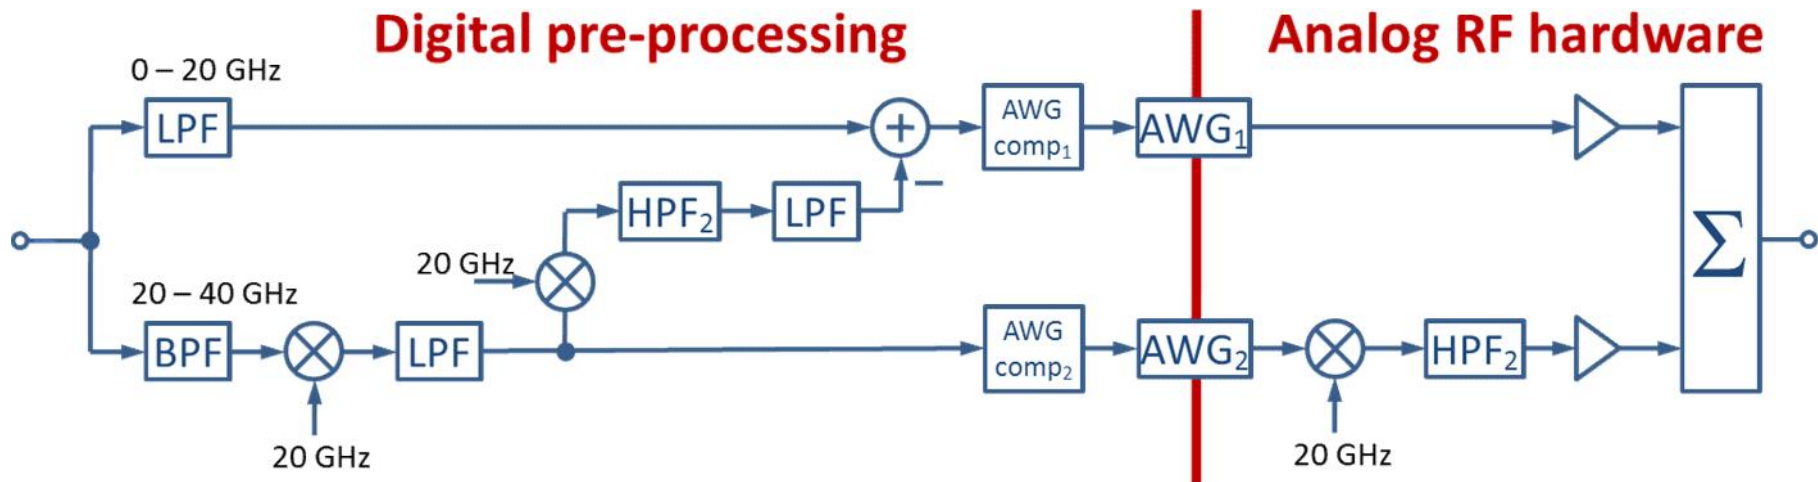 Digital pre-processing
Analog RF hardware
0 – 20 GHz
LPF
+
AWG
comp₁
AWG₁
HPF₂
LPF
–
20 GHz
Σ
20 – 40 GHz
BPF
LPF
AWG
comp₂
AWG₂
HPF₂
20 GHz
20 GHz